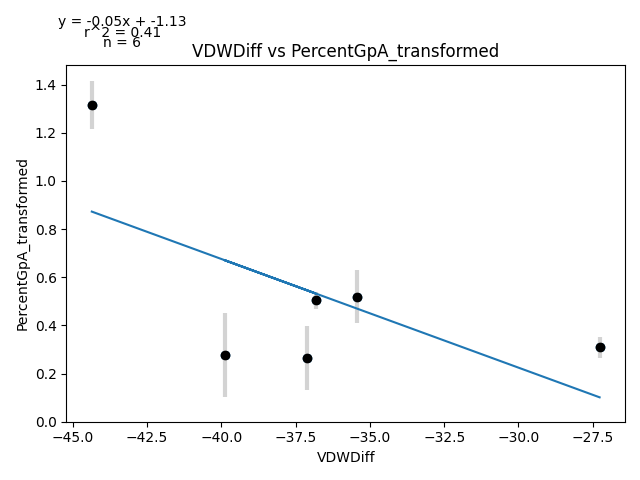 y = -0.05x + -1.13
r^2 = 0.41
n = 6
VDWDiff vs PercentGpA_transformed
PercentGpA_transformed
1.4
1.2
1.0
0.8
0.6
0.4
0.2
0.0
−45.0 −42.5 −40.0 −37.5 −35.0 −32.5 −30.0 −27.5
VDWDiff